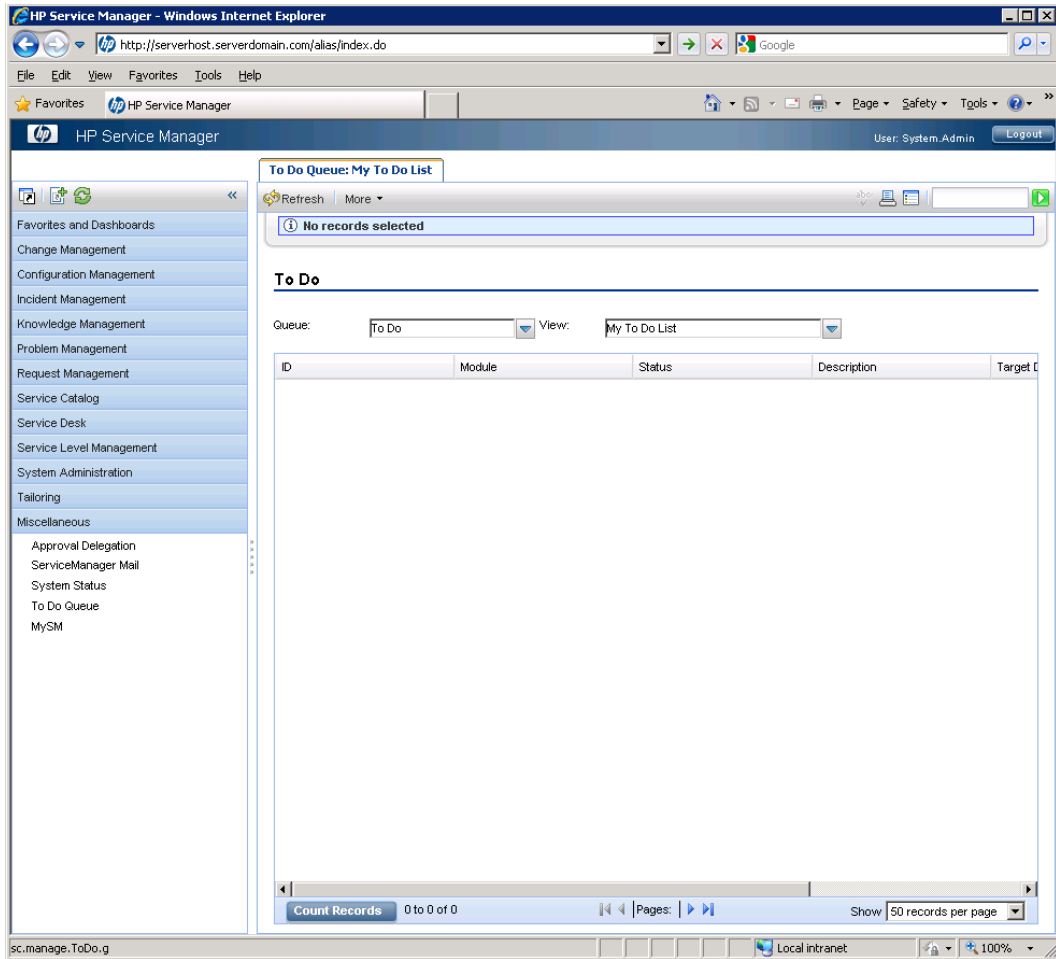 HP Service Manager - Windows Internet Explorer
http://serverhost.serverdomain.com/alias/index.do
Google
File Edit View Favorites Tools Help
Favorites
HP Service Manager
Page Safety Tools
hp HP Service Manager
User: System.Admin
Logout
To Do Queue: My To Do List
Refresh More
Favorites and Dashboards
Change Management
Configuration Management
Incident Management
Knowledge Management
Problem Management
Request Management
Service Catalog
Service Desk
Service Level Management
System Administration
Tailoring
Miscellaneous
Approval Delegation
ServiceManager Mail
System Status
To Do Queue
MySM
No records selected
To Do
Queue: To Do View: My To Do List
ID Module Status Description Target D
Count Records 0 to 0 of 0 Pages: Show 50 records per page
sc.manage.ToDo.g
Local intranet
100%